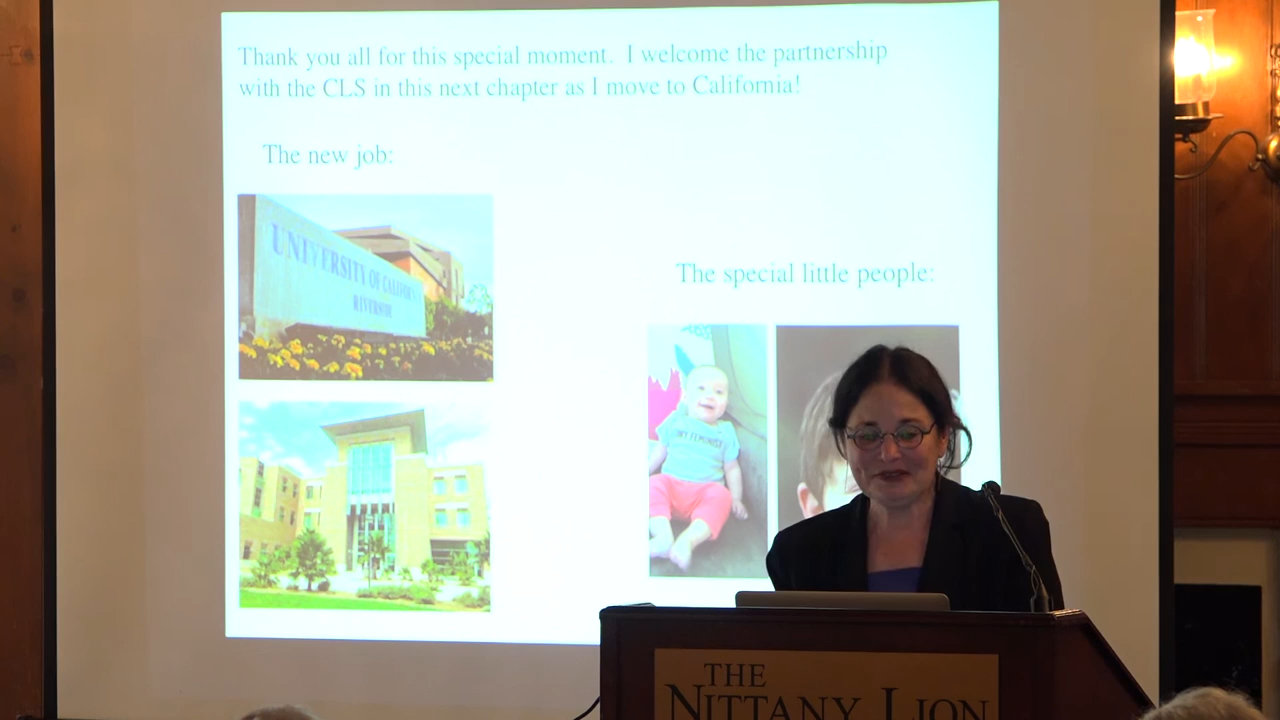 Thank you all for this special moment. I welcome the partnership
with the CLS in this next chapter as I move to California!
The new job:
UNIVERSITY OF CALIFORNIA
RIVERSIDE
The special little people:
THE
NITTANY LION